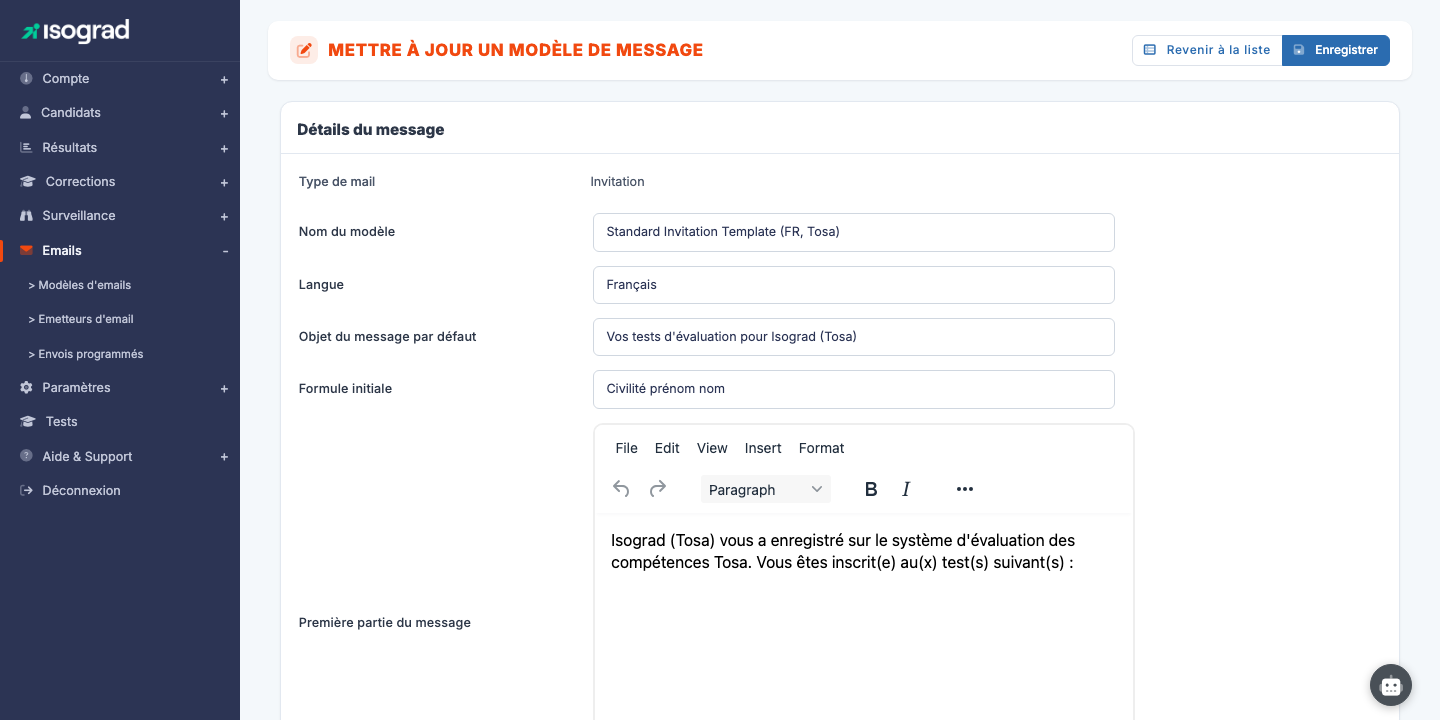 isograd
Compte +
Candidats +
Résultats +
Corrections +
Surveillance +
Emails -
> Modèles d'emails
> Emetteurs d'email
> Envois programmés
Paramètres +
Tests
Aide & Support +
Déconnexion
METTRE À JOUR UN MODÈLE DE MESSAGE
Revenir à la liste
Enregistrer
Détails du message
Type de mail Invitation
Nom du modèle Standard Invitation Template (FR, Tosa)
Langue Français
Objet du message par défaut Vos tests d'évaluation pour Isograd (Tosa)
Formule initiale Civilité prénom nom
File Edit View Insert Format
Paragraph B I ...
Isograd (Tosa) vous a enregistré sur le système d'évaluation des
compétences Tosa. Vous êtes inscrit(e) au(x) test(s) suivant(s) :
Première partie du message